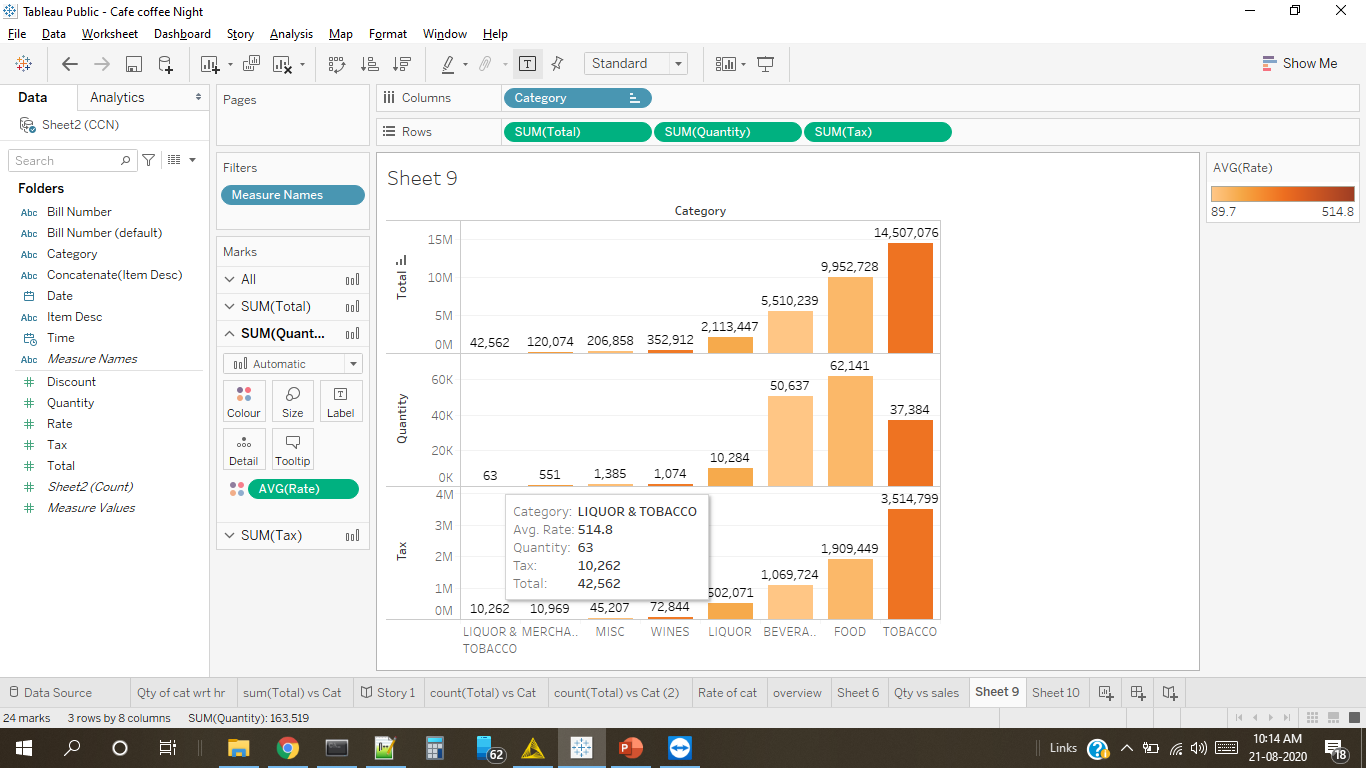 Tableau Public - Cafe coffee Night
File Data Worksheet Dashboard Story Analysis Map Format Window Help
Standard
Show Me
Data Analytics
Sheet2 (CCN)
Search
Folders
Abc Bill Number
Abc Bill Number (default)
Abc Category
Abc Concatenate(Item Desc)
Date
Abc Item Desc
Time
Abc Measure Names
# Discount
# Quantity
# Rate
# Tax
# Total
# Sheet2 (Count)
# Measure Values
Pages
Filters
Measure Names
Marks
All
SUM(Total)
SUM(Quant...
Automatic
Colour Size Label
Detail Tooltip
AVG(Rate)
SUM(Tax)
Columns Category
Rows SUM(Total) SUM(Quantity) SUM(Tax)
Sheet 9
Category
Total
15M
10M
5M
0M
42,562 120,074 206,858 352,912 2,113,447 5,510,239 9,952,728 14,507,076
Quantity
60K
40K
20K
0K
63 551 1,385 1,074 10,284 50,637 62,141 37,384
Tax
4M
3M
2M
1M
0M
10,262 10,969 45,207 72,844 502,071 1,069,724 1,909,449 3,514,799
Category: LIQUOR & TOBACCO
Avg. Rate: 514.8
Quantity: 63
Tax: 10,262
Total: 42,562
LIQUOR & TOBACCO MERCHA.. MISC WINES LIQUOR BEVERA.. FOOD TOBACCO
AVG(Rate)
89.7 514.8
Data Source Qty of cat wrt hr sum(Total) vs Cat Story 1 count(Total) vs Cat count(Total) vs Cat (2) Rate of cat overview Sheet 6 Qty vs sales Sheet 9 Sheet 10
24 marks 3 rows by 8 columns SUM(Quantity): 163,519
62
Links
10:14 AM
21-08-2020
18